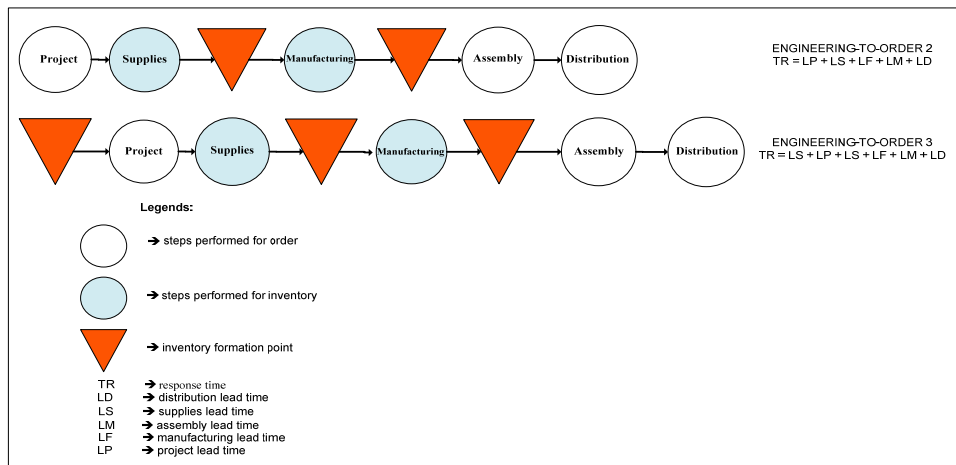 Project
Supplies
Manufacturing
Assembly
Distribution
ENGINEERING-TO-ORDER 2
TR = LP + LS + LF + LM + LD
Project
Supplies
Manufacturing
Assembly
Distribution
ENGINEERING-TO-ORDER 3
TR = LS + LP + LS + LF + LM + LD
Legends:
➔ steps performed for order
➔ steps performed for inventory
➔ inventory formation point
TR ➔ response time
LD ➔ distribution lead time
LS ➔ supplies lead time
LM ➔ assembly lead time
LF ➔ manufacturing lead time
LP ➔ project lead time